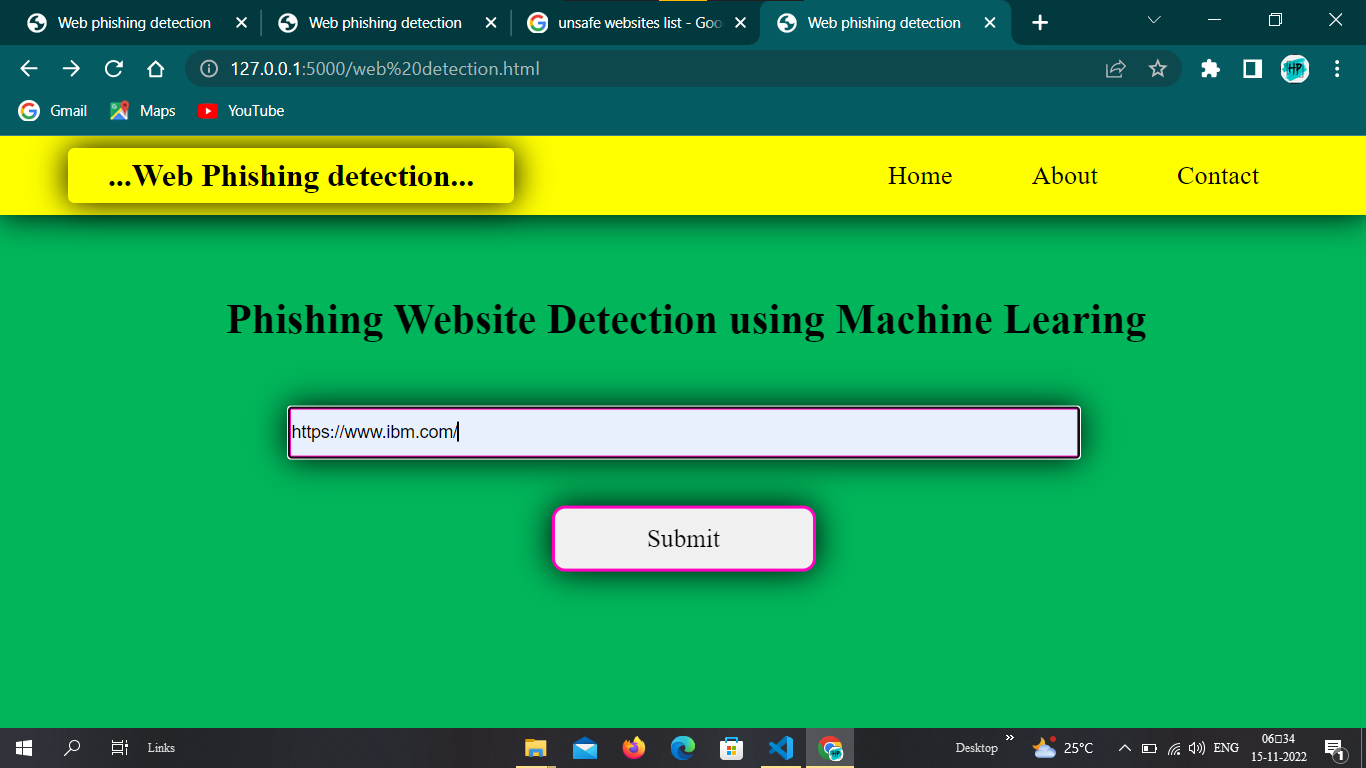 Web phishing detection
Web phishing detection
unsafe websites list - Goo
Web phishing detection
127.0.0.1:5000/web%20detection.html
HP
Gmail
Maps
YouTube
...Web Phishing detection...
Home
About
Contact
Phishing Website Detection using Machine Learing
https://www.ibm.com/
Submit
Links
Desktop
25°C
ENG
06□34
15-11-2022
1